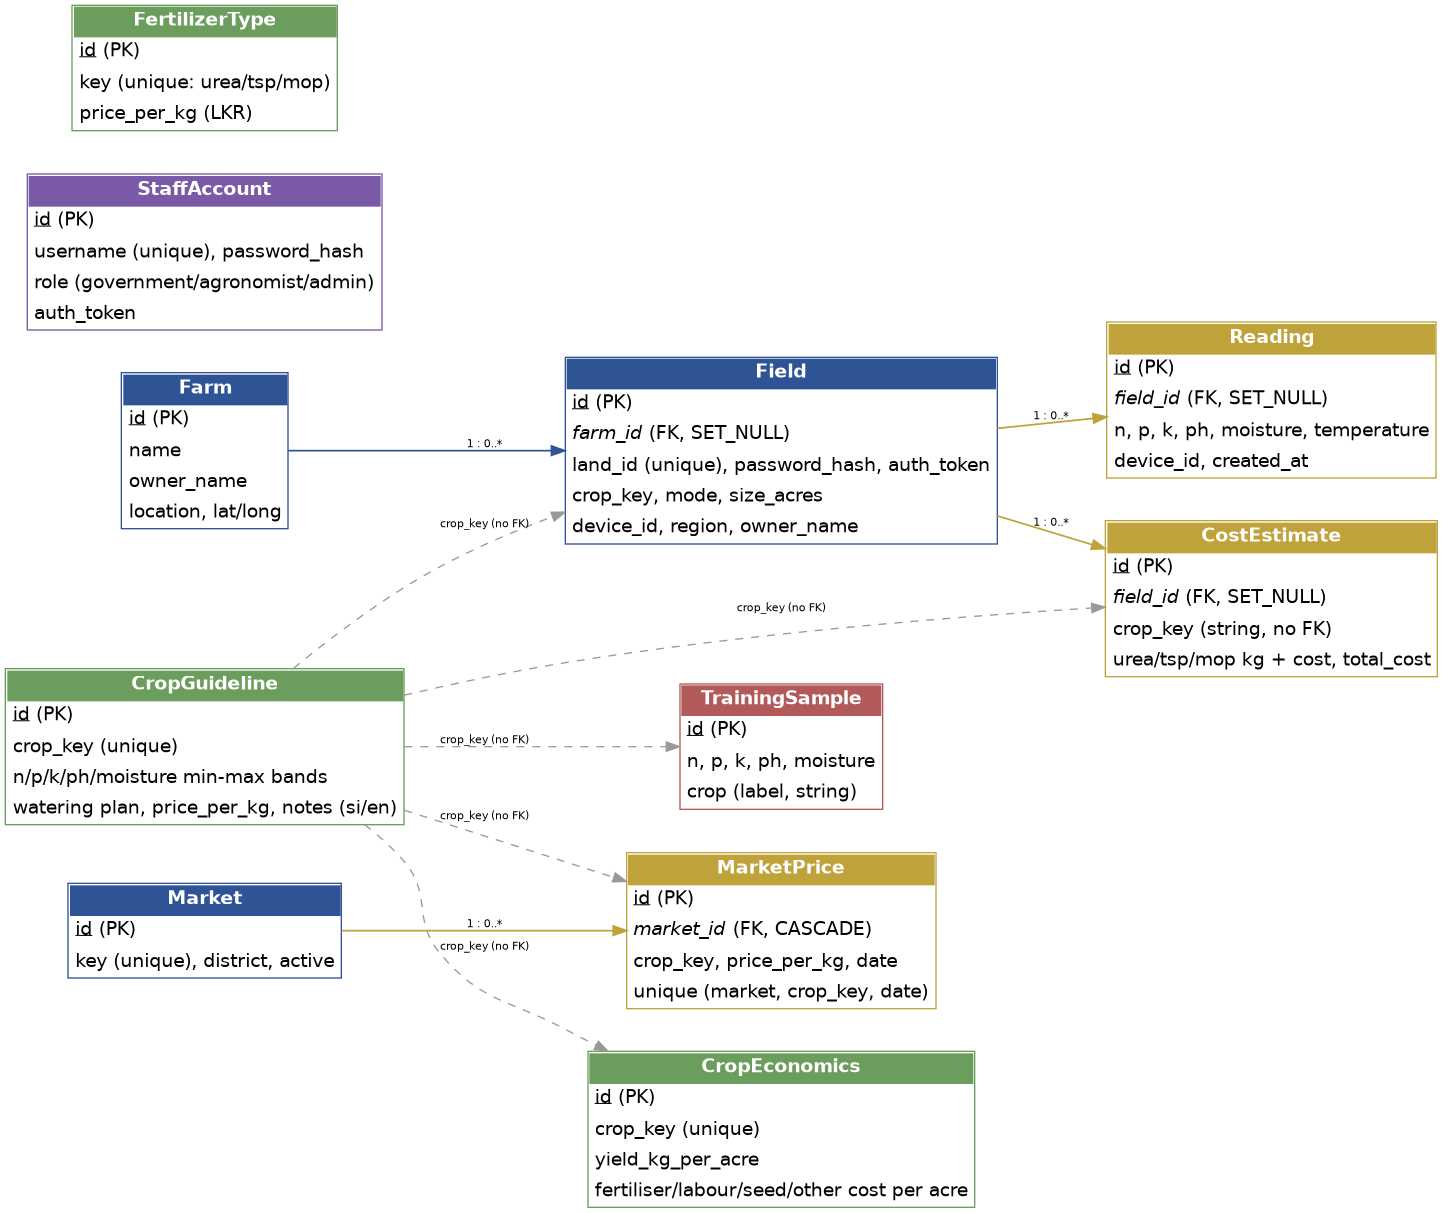 FertilizerType
id (PK)
key (unique: urea/tsp/mop)
price_per_kg (LKR)
StaffAccount
id (PK)
username (unique), password_hash
role (government/agronomist/admin)
auth_token
Farm
id (PK)
name
owner_name
location, lat/long
1 : 0..*
Field
id (PK)
farm_id (FK, SET_NULL)
land_id (unique), password_hash, auth_token
crop_key, mode, size_acres
device_id, region, owner_name
1 : 0..*
Reading
id (PK)
field_id (FK, SET_NULL)
n, p, k, ph, moisture, temperature
device_id, created_at
1 : 0..*
CostEstimate
id (PK)
field_id (FK, SET_NULL)
crop_key (string, no FK)
urea/tsp/mop kg + cost, total_cost
crop_key (no FK)
crop_key (no FK)
CropGuideline
id (PK)
crop_key (unique)
n/p/k/ph/moisture min-max bands
watering plan, price_per_kg, notes (si/en)
crop_key (no FK)
TrainingSample
id (PK)
n, p, k, ph, moisture
crop (label, string)
crop_key (no FK)
Market
id (PK)
key (unique), district, active
1 : 0..*
MarketPrice
id (PK)
market_id (FK, CASCADE)
crop_key, price_per_kg, date
unique (market, crop_key, date)
crop_key (no FK)
CropEconomics
id (PK)
crop_key (unique)
yield_kg_per_acre
fertiliser/labour/seed/other cost per acre